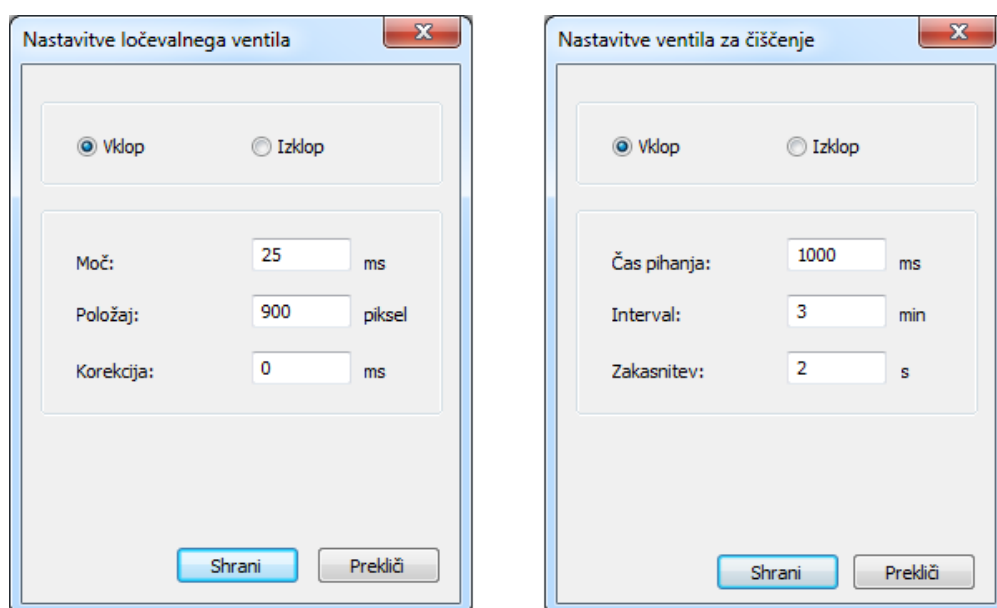 Nastavitve ločevalnega ventila
Vklop Izklop
Moč: 25 ms
Položaj: 900 piksel
Korekcija: 0 ms
Shrani Prekliči
Nastavitve ventila za čiščenje
Vklop Izklop
Čas pihanja: 1000 ms
Interval: 3 min
Zakasnitev: 2 s
Shrani Prekliči